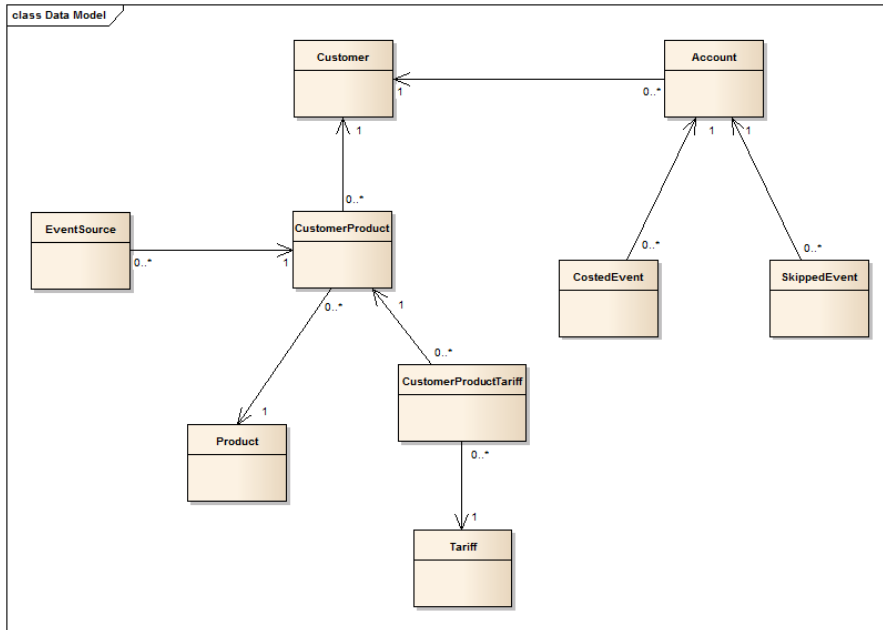 class Data Model
Customer
Account
1
0..*
1
1
1
0..*
EventSource
CustomerProduct
0..*
1
0..*
0..*
CostedEvent
SkippedEvent
0..*
1
0..*
CustomerProductTariff
1
Product
0..*
1
Tariff